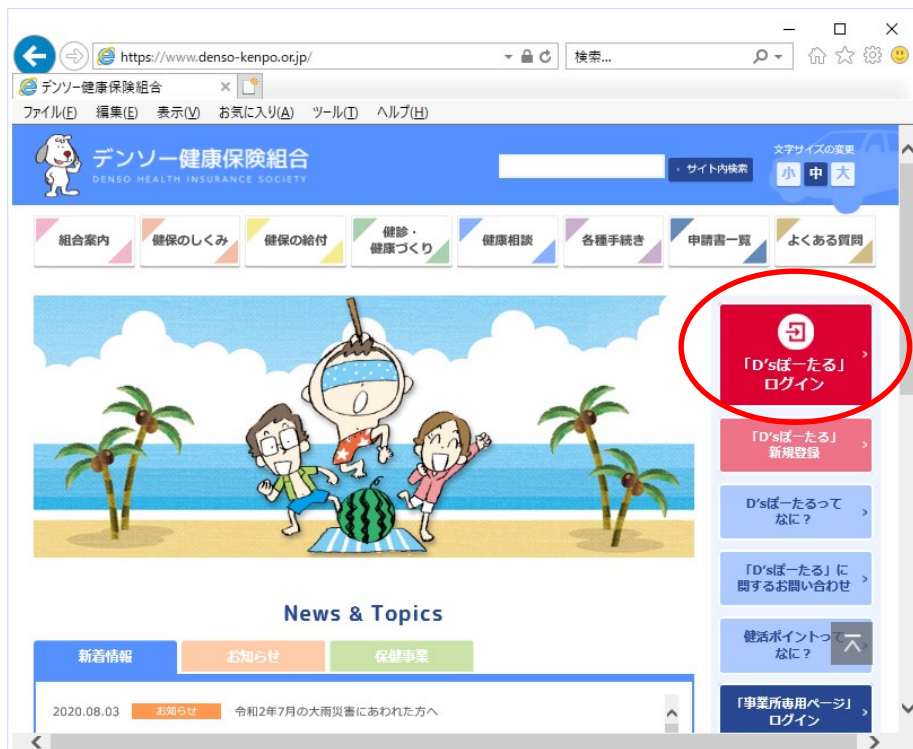 https://www.denso-kenpo.or.jp/
検索...
デンソー健康保険組合
ファイル(F) 編集(E) 表示(V) お気に入り(A) ツール(T) ヘルプ(H)
デンソー健康保険組合
DENSO HEALTH INSURANCE SOCIETY
サイト内検索
文字サイズの変更
小 中 大
組合案内
健保のしくみ
健保の給付
健診・
健康づくり
健康相談
各種手続き
申請書一覧
よくある質問
「D'sぽーたる」
ログイン
「D'sぽーたる」
新規登録
D'sぽーたるって
なに？
「D'sぽーたる」に
関するお問い合わせ
健活ポイントっ
なに？
「事業所専用ページ」
ログイン
News & Topics
新着情報
お知らせ
保健事業
2020.08.03 お知らせ 令和2年7月の大雨災害にあわれた方へ